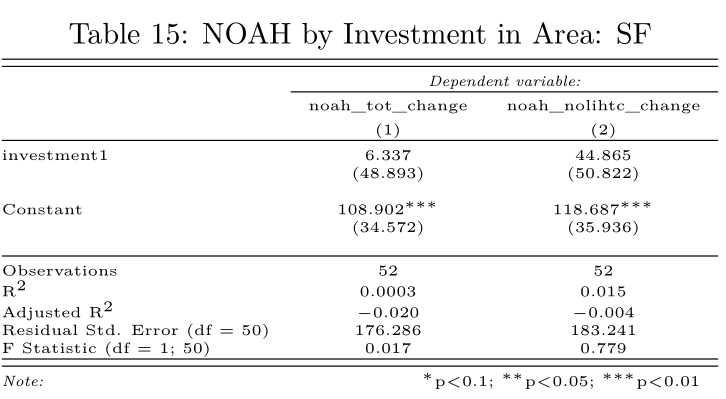 Table 15: NOAH by Investment in Area: SF
Dependent variable:
noah_tot_change noah_nolihtc_change
(1) (2)
investment1 6.337 44.865
(48.893) (50.822)
Constant 108.902*** 118.687***
(34.572) (35.936)
Observations 52 52
R2 0.0003 0.015
Adjusted R2 −0.020 −0.004
Residual Std. Error (df = 50) 176.286 183.241
F Statistic (df = 1; 50) 0.017 0.779
Note: *p<0.1; **p<0.05; ***p<0.01